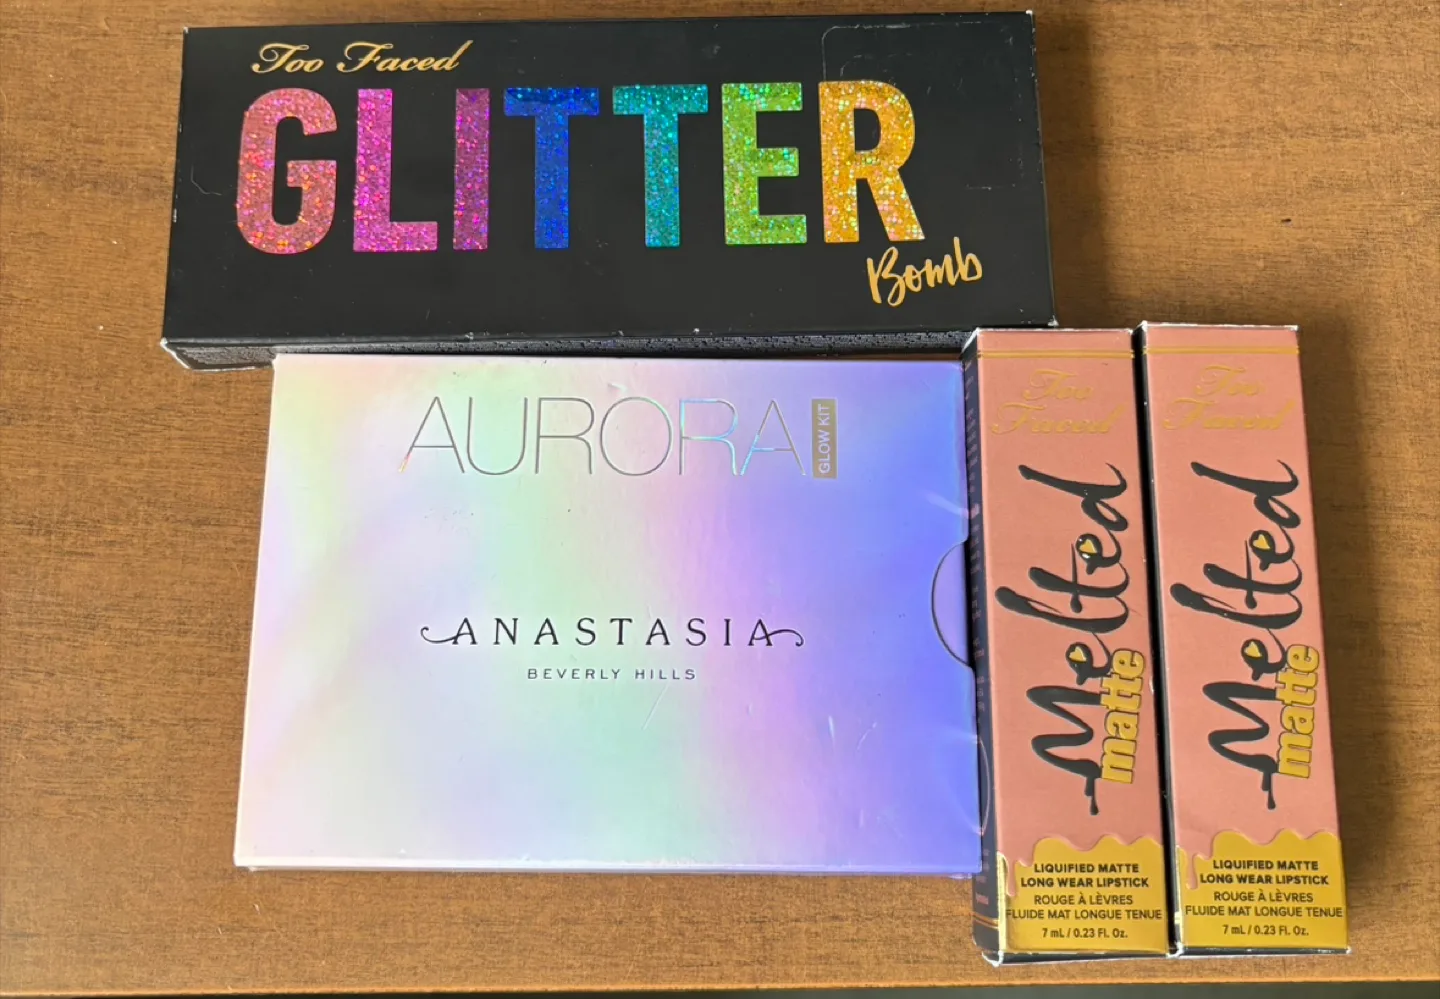 Too Faced
GLITTER
Bomb
AURORA
GLOW KIT
ANASTASIA
BEVERLY HILLS
Too
Faced
Melted
matte
LIQUIFIED MATTE
LONG WEAR LIPSTICK
ROUGE À LÈVRES
FLUIDE MAT LONGUE TENUE
7 mL / 0.23 Fl. Oz.
Too
Faced
Melted
matte
LIQUIFIED MATTE
LONG WEAR LIPSTICK
ROUGE À LÈVRES
FLUIDE MAT LONGUE TENUE
7 mL / 0.23 Fl. Oz.